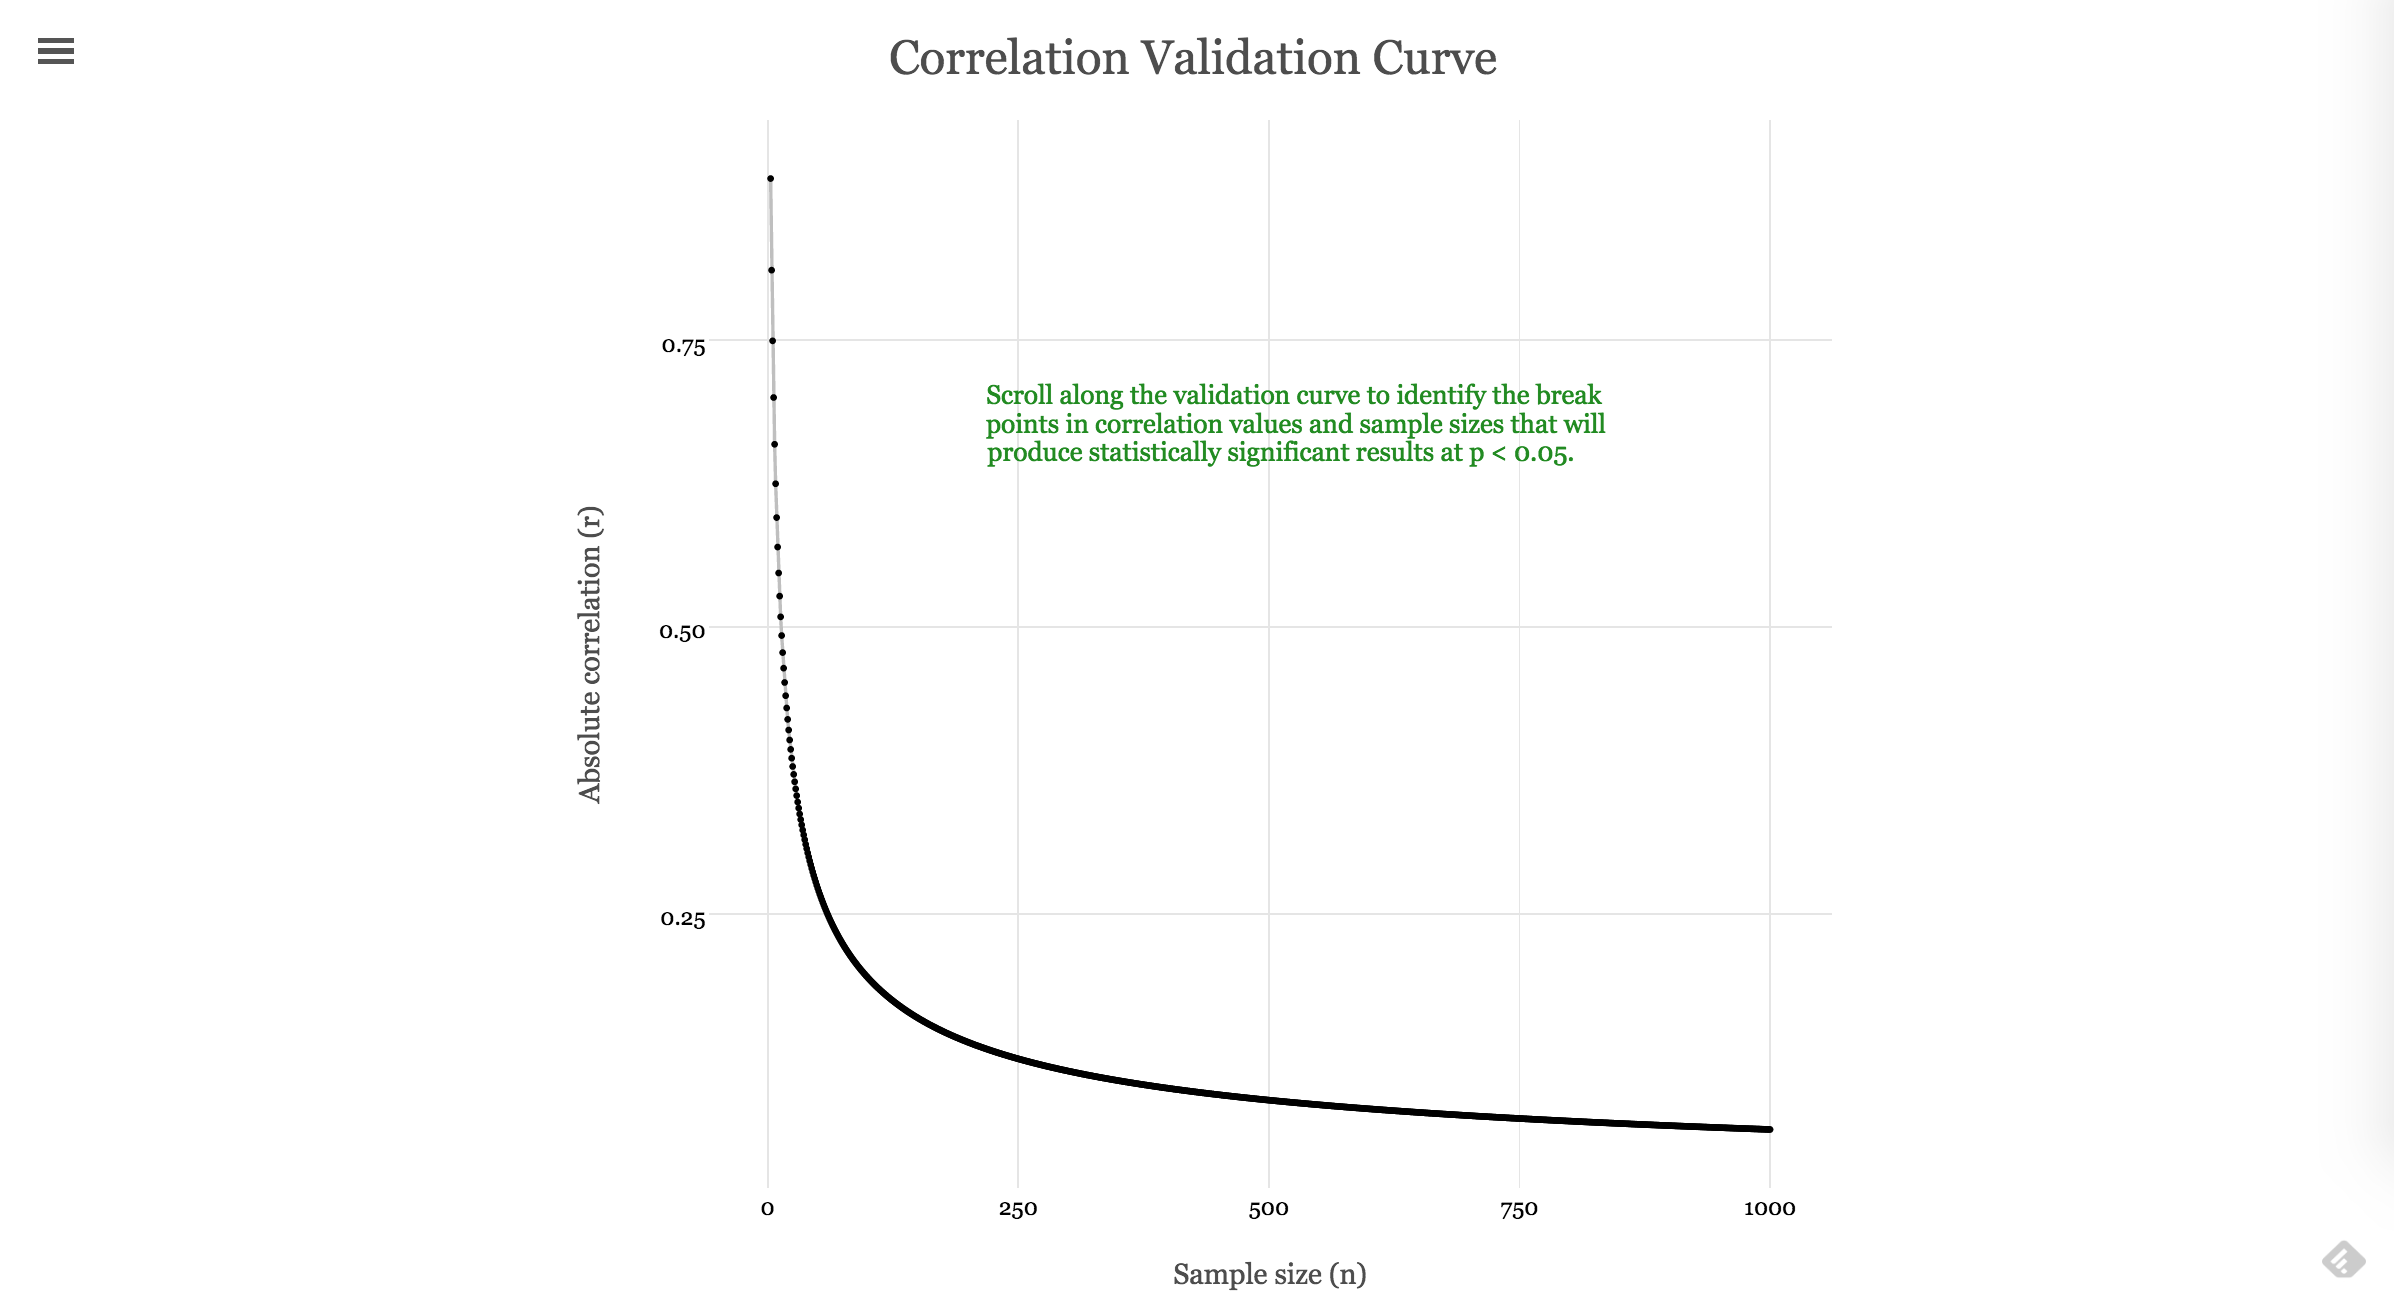 Correlation Validation Curve
0.75
Scroll along the validation curve to identify the break
points in correlation values and sample sizes that will
produce statistically significant results at p < 0.05.
Absolute correlation (r)
0.50
0.25
0
250
500
750
1000
Sample size (n)